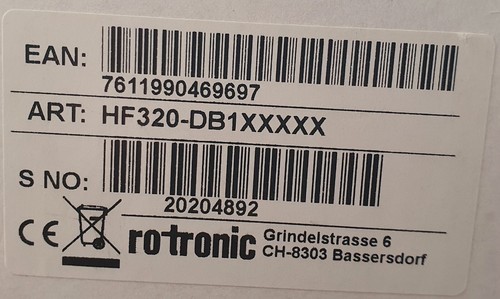 EAN:
7611990469697
ART: HF320-DB1XXXXX
S NO:
20204892
CE rotronic Grindelstrasse 6
CH-8303 Bassersdorf